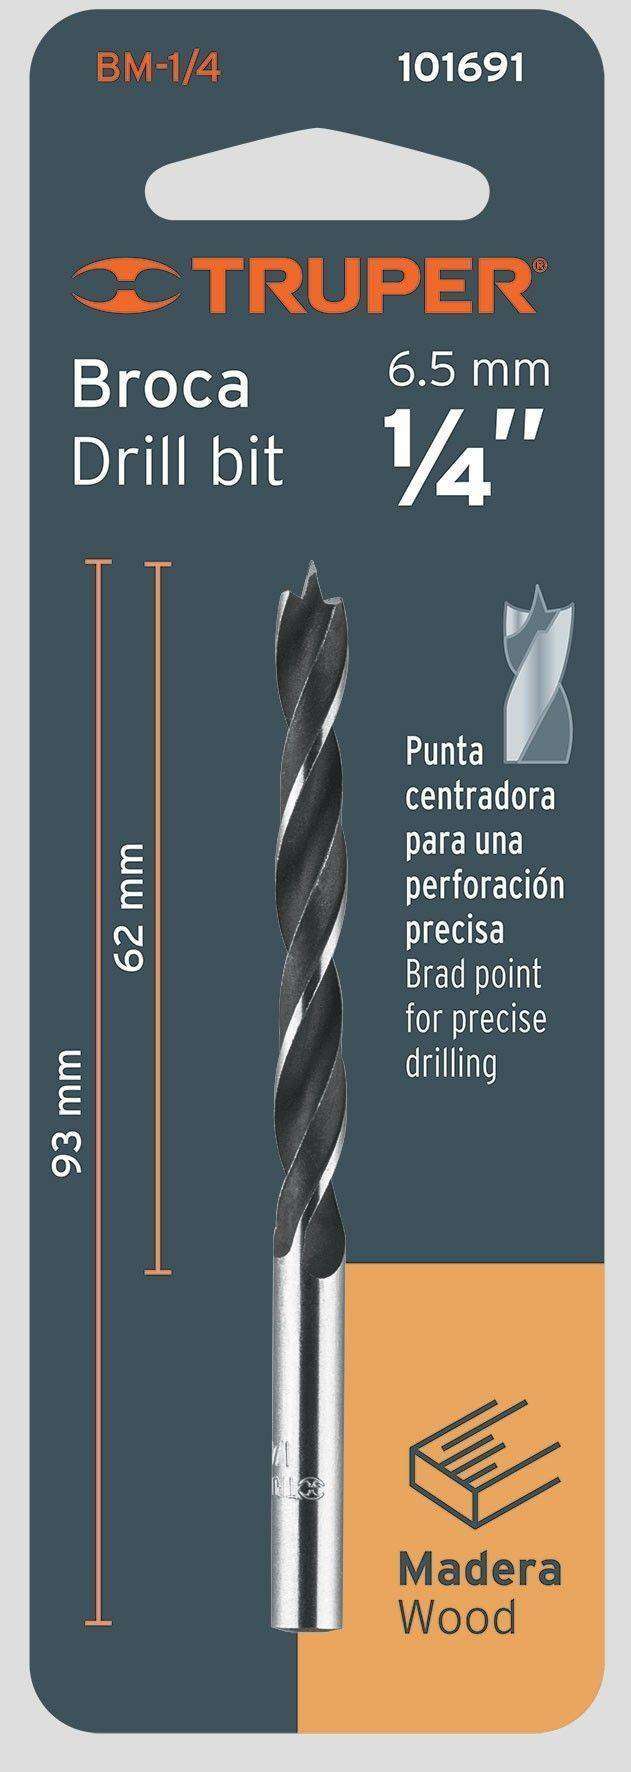 BM-1/4 101691
TRUPER®
Broca 6.5 mm
Drill bit 1/4"
62 mm
93 mm
Punta
centradora
para una
perforación
precisa
Brad point
for precise
drilling
Madera
Wood